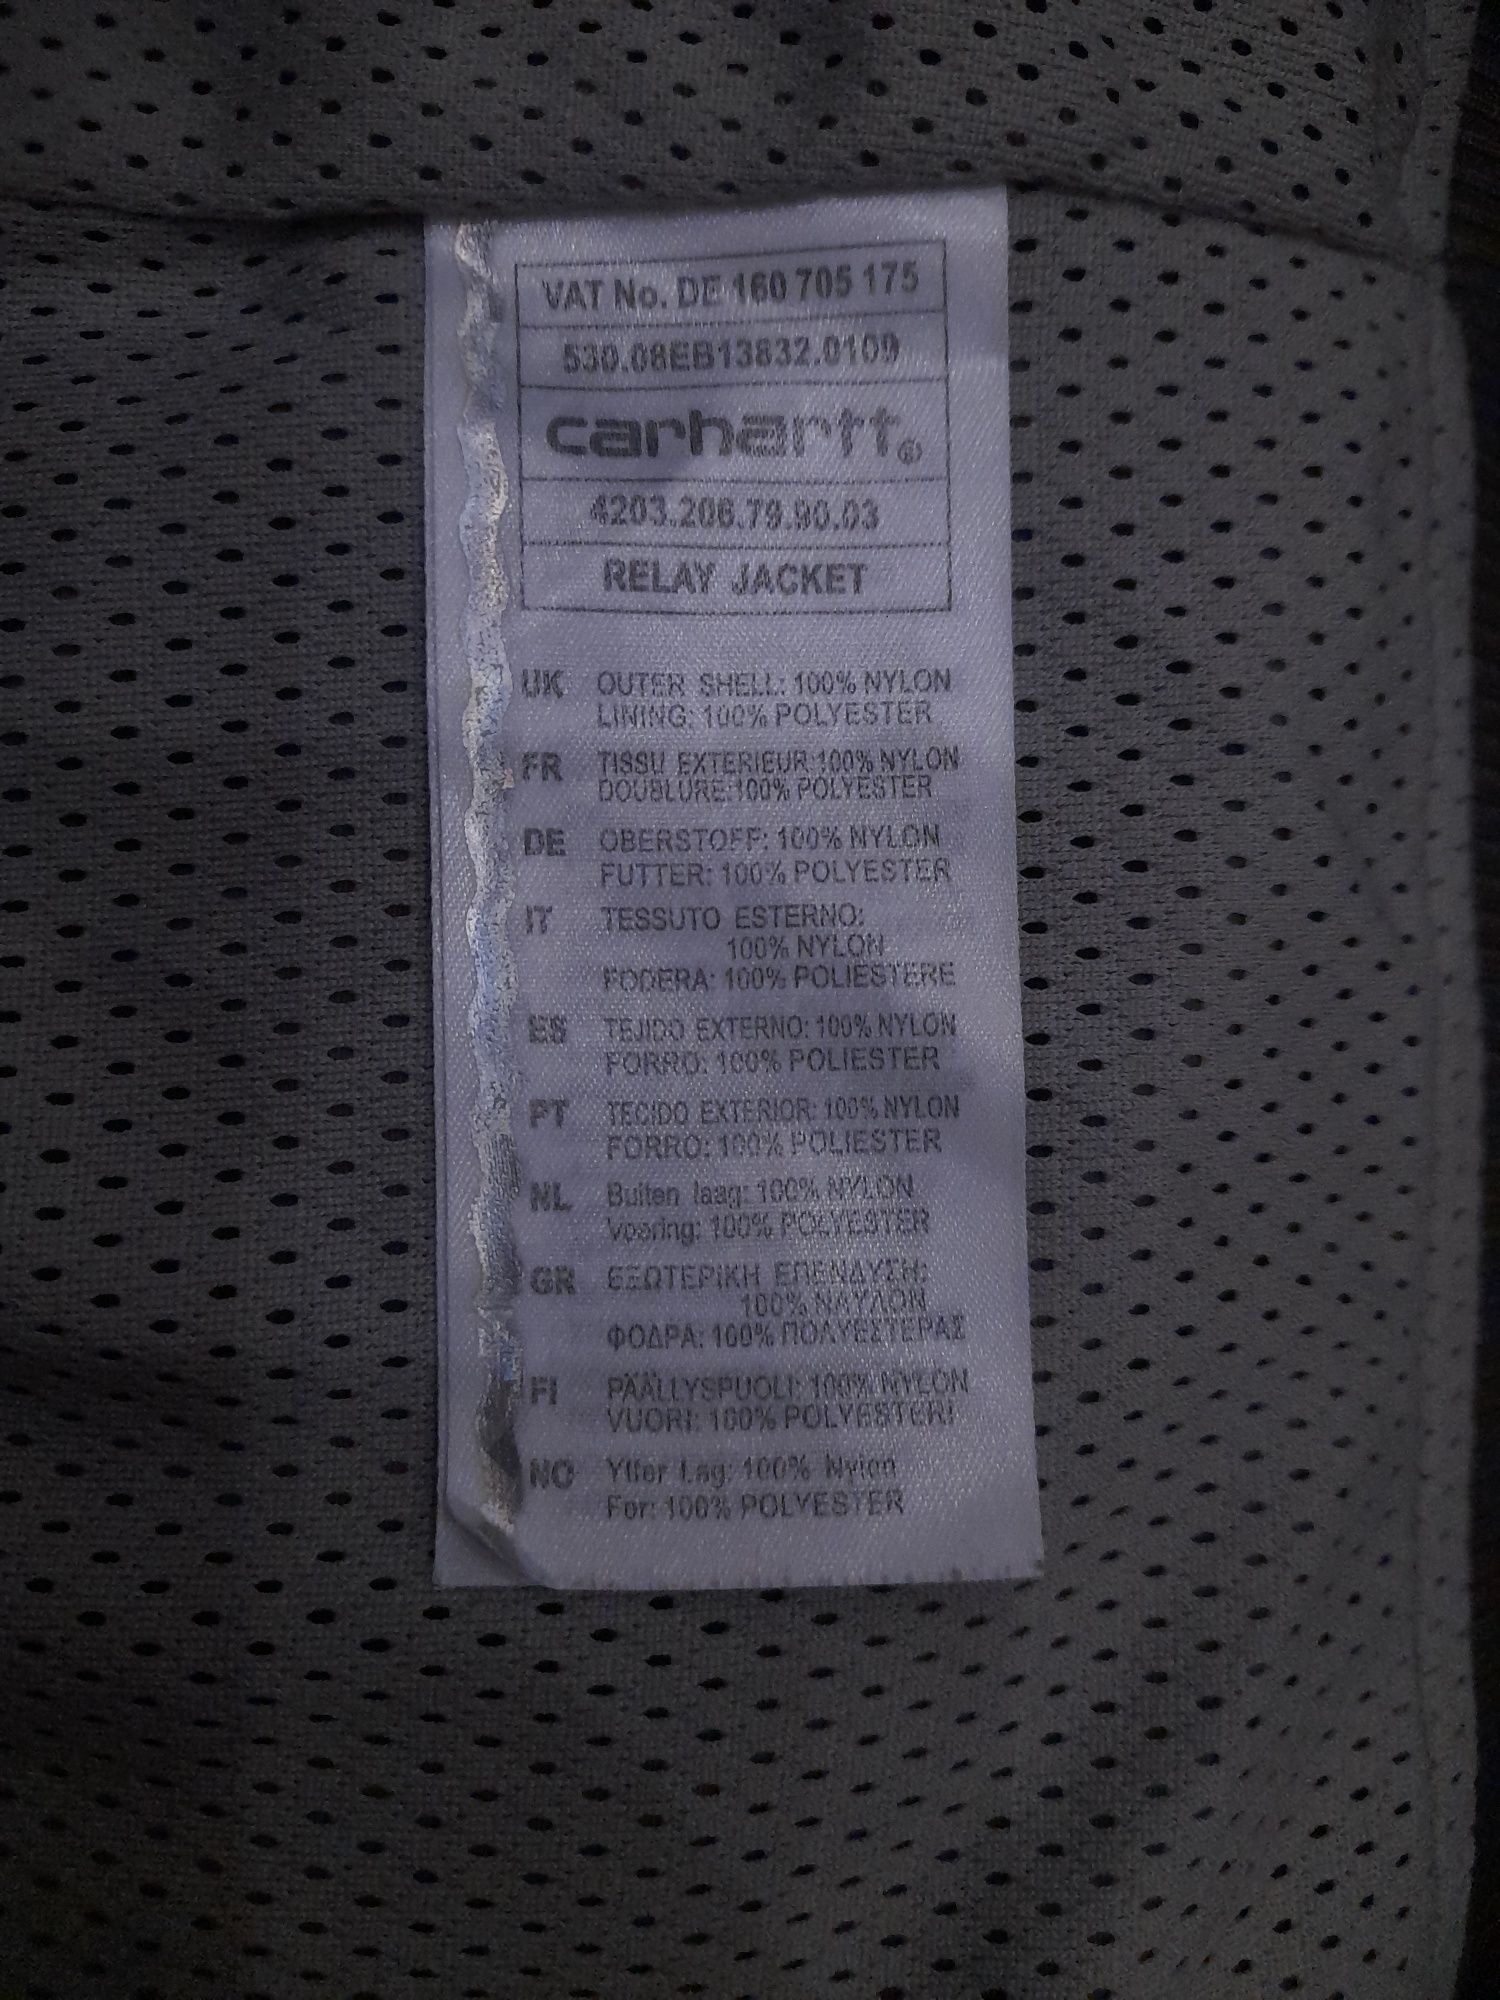 VAT No. DE 160 705 175
530.08EB13832.0109
carhartt®
4203.206.79.90.03
RELAY JACKET
UK OUTER SHELL: 100% NYLON
LINING: 100% POLYESTER
FR TISSU EXTERIEUR:100% NYLON
DOUBLURE:100% POLYESTER
DE OBERSTOFF: 100% NYLON
FUTTER: 100% POLYESTER
IT TESSUTO ESTERNO:
100% NYLON
FODERA: 100% POLIESTERE
ES TEJIDO EXTERNO: 100% NYLON
FORRO: 100% POLIESTER
PT TECIDO EXTERIOR: 100% NYLON
FORRO: 100% POLIESTER
NL Buiten laag: 100% NYLON
Voering: 100% POLYESTER
GR ΕΞΩΤΕΡΙΚΗ ΕΠΕΝΔΥΣΗ:
100% ΝΑΥΛΟΝ
ΦΟΔΡΑ: 100% ΠΟΛΥΕΣΤΕΡΑΣ
FI PÄÄLLYSPUOLI: 100% NYLON
VUORI: 100% POLYESTERI
NO Ytter Lag: 100% Nylon
For: 100% POLYESTER